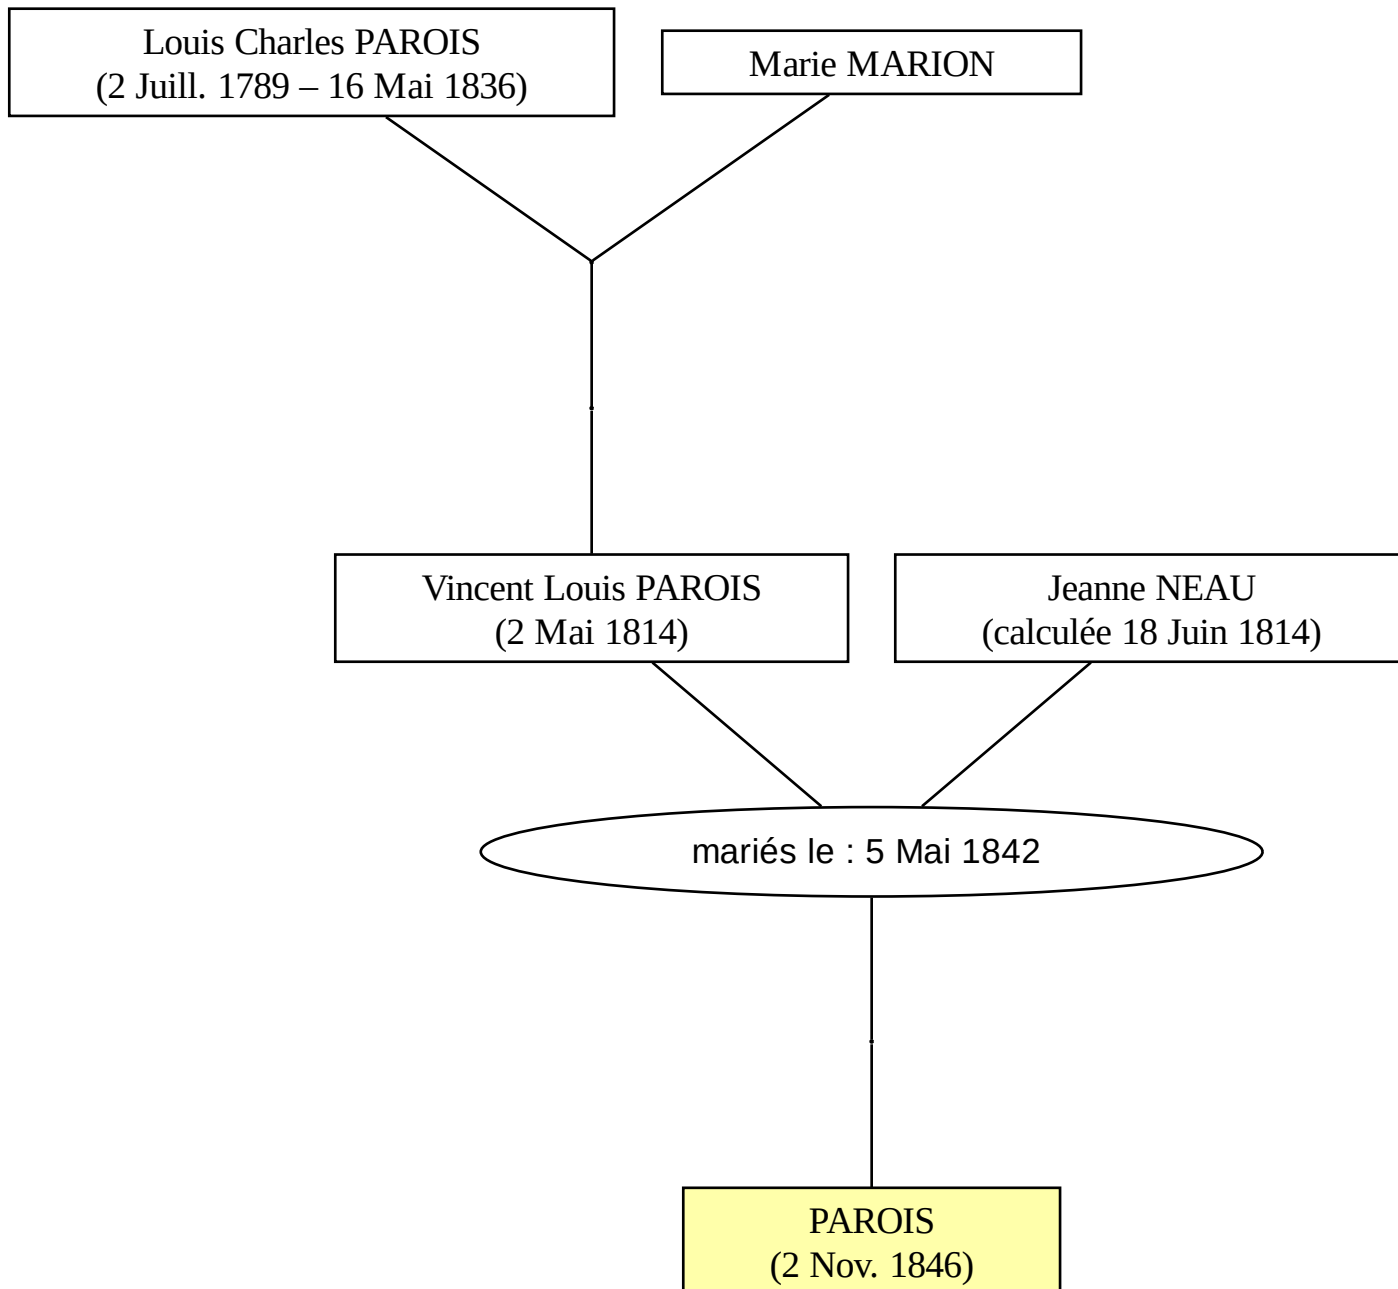 Louis Charles PAROIS
(2 Juill. 1789 – 16 Mai 1836)
Marie MARION
Vincent Louis PAROIS
(2 Mai 1814)
Jeanne NEAU
(calculée 18 Juin 1814)
mariés le : 5 Mai 1842
PAROIS
(2 Nov. 1846)